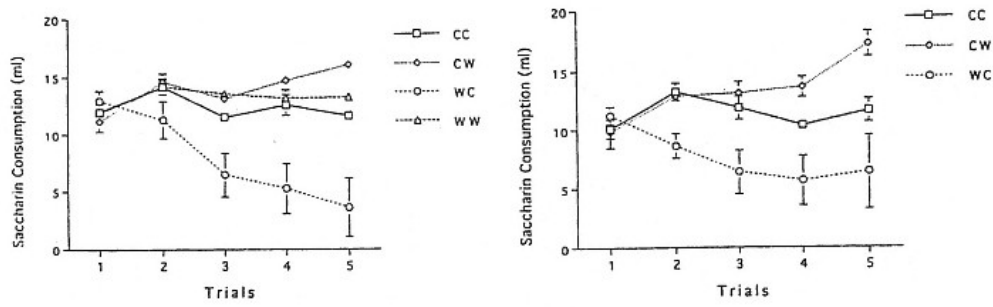 20
15
10
5
0
Saccharin Consumption (ml)
1 2 3 4 5
Trials
CC
CW
WC
WW
20
15
10
5
0
Saccharin Consumption (ml)
1 2 3 4 5
Trials
CC
CW
WC